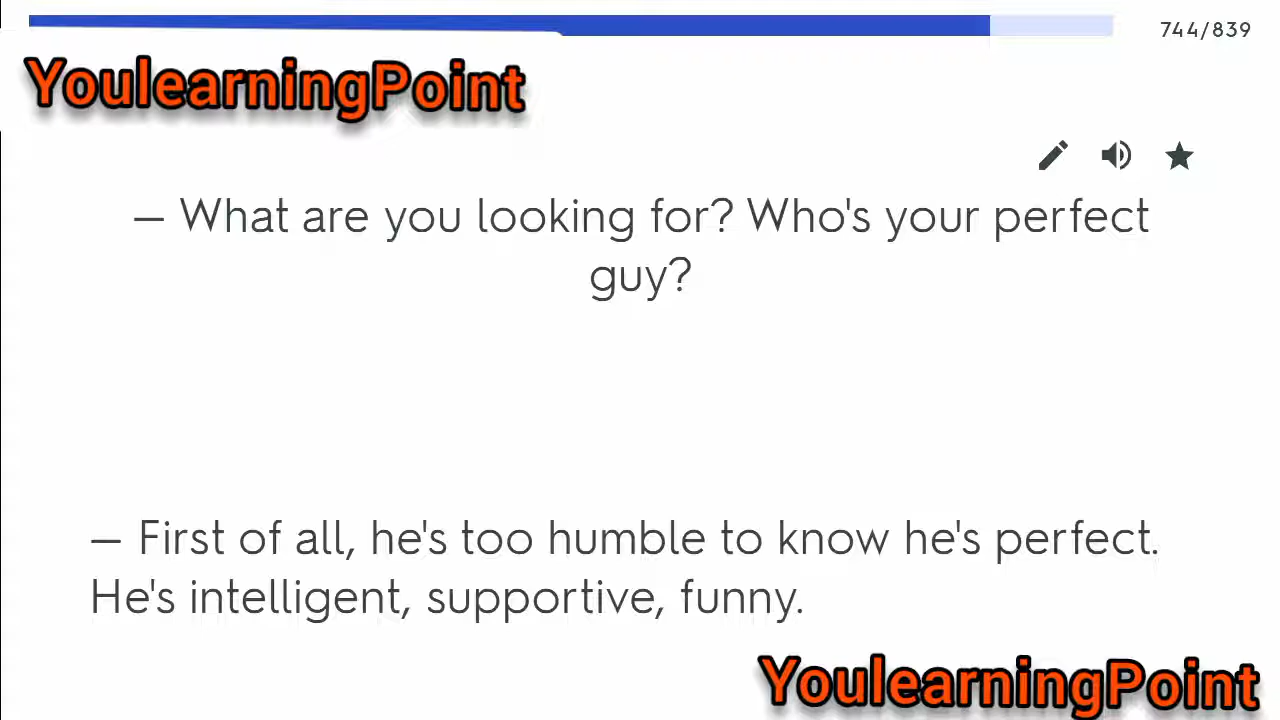 744/839
YoulearningPoint
— What are you looking for? Who's your perfect
guy?
— First of all, he's too humble to know he's perfect.
He's intelligent, supportive, funny.
YoulearningPoint